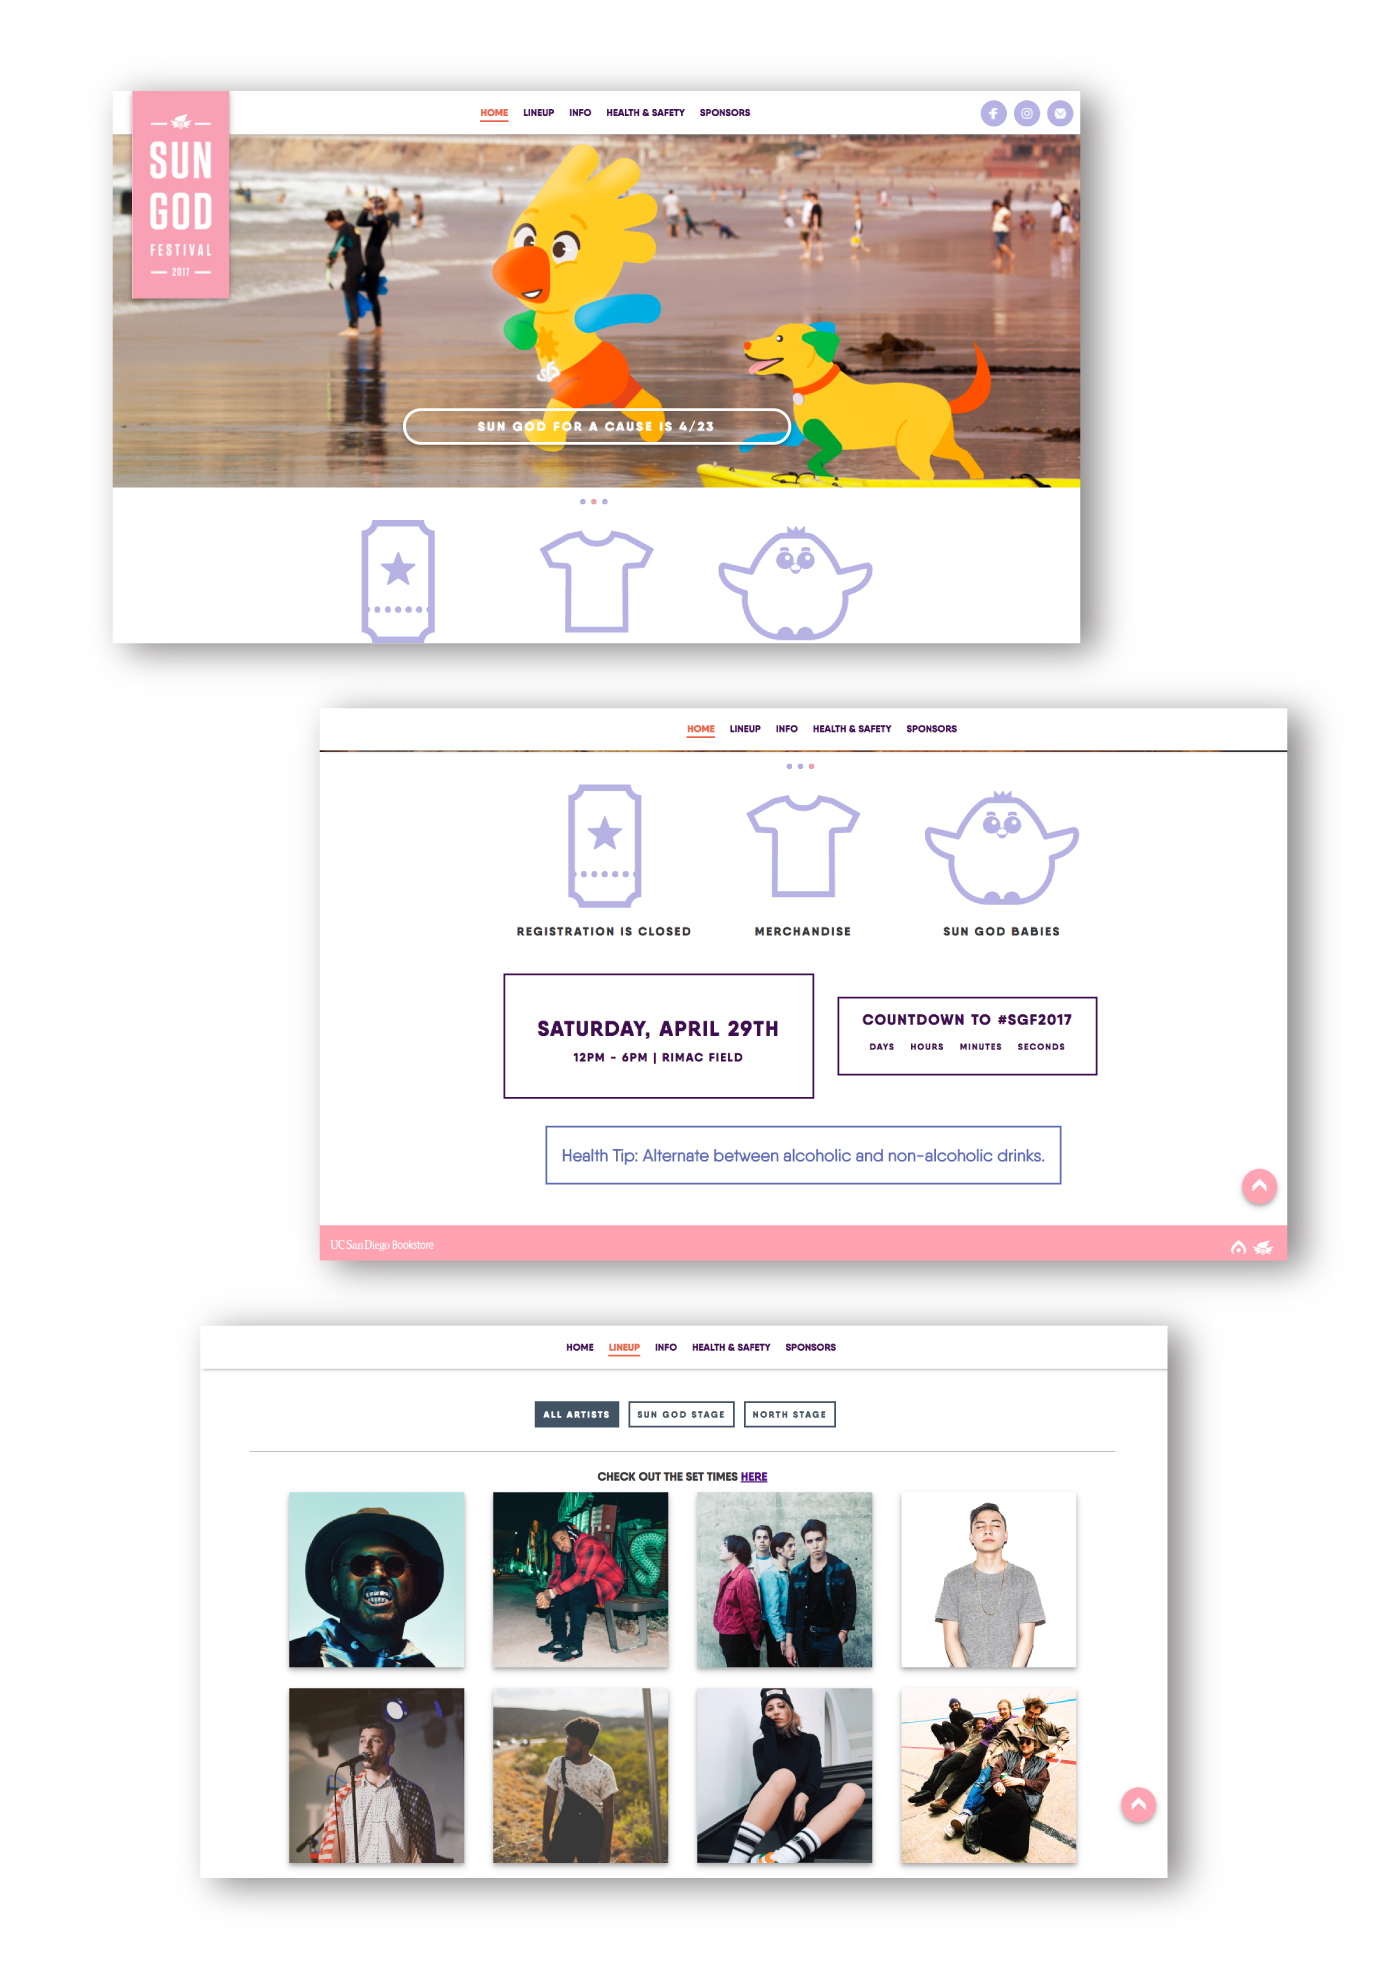 HOME LINEUP INFO HEALTH & SAFETY SPONSORS
SUN
GOD
FESTIVAL
2017
SUN GOD FOR A CAUSE IS 4/23
HOME LINEUP INFO HEALTH & SAFETY SPONSORS
REGISTRATION IS CLOSED MERCHANDISE SUN GOD BABIES
SATURDAY, APRIL 29TH
12PM - 6PM | RIMAC FIELD
COUNTDOWN TO #SGF2017
DAYS HOURS MINUTES SECONDS
Health Tip: Alternate between alcoholic and non-alcoholic drinks.
UC San Diego Bookstore
HOME LINEUP INFO HEALTH & SAFETY SPONSORS
ALL ARTISTS SUN GOD STAGE NORTH STAGE
CHECK OUT THE SET TIMES HERE